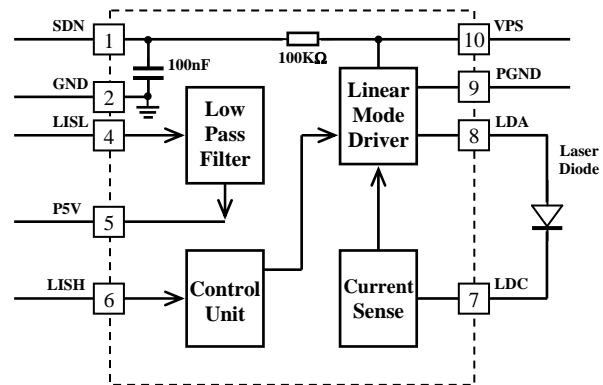 SDN
1
GND
2
LISL
4
P5V
5
LISH
6
100nF
100KΩ
Low
Pass
Filter
Control
Unit
Linear
Mode
Driver
Current
Sense
VPS
10
PGND
9
LDA
8
LDC
7
Laser
Diode